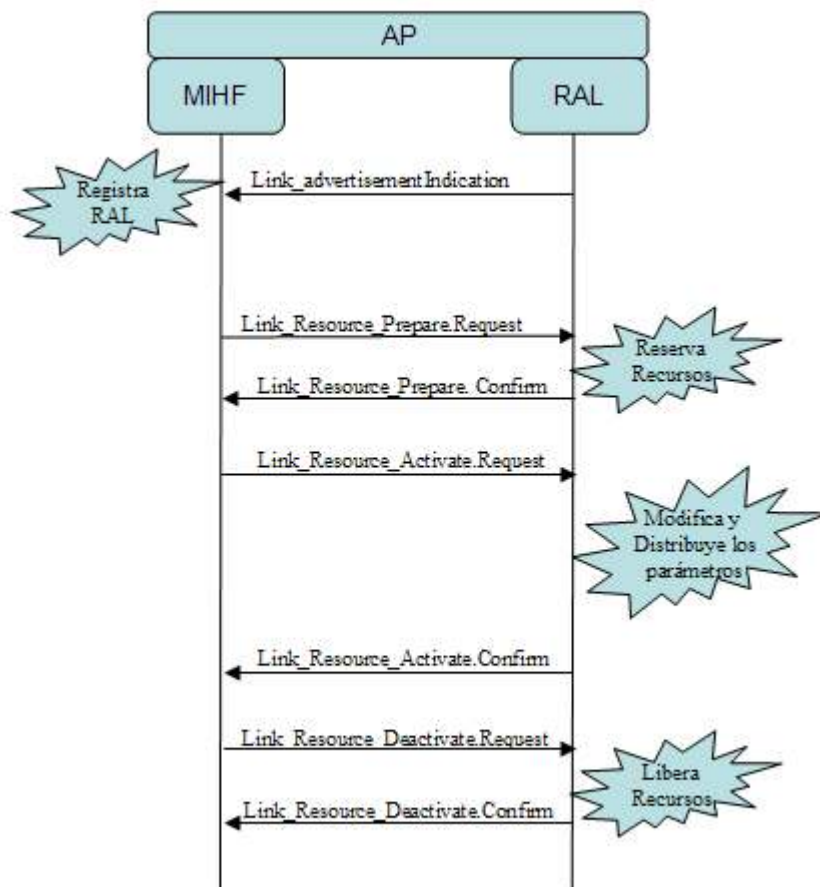 AP
MIHF
RAL
Link_advertisementIndication
Registra
RAL
Link_Resource_Prepare.Request
Reserva
Recursos
Link_Resource_Prepare. Confirm
Link_Resource_Activate.Request
Modifica y
Distribuye los
parámetros
Link_Resource_Activate.Confirm
Link_Resource_Deactivate.Request
Libera
Recursos
Link_Resource_Deactivate.Confirm